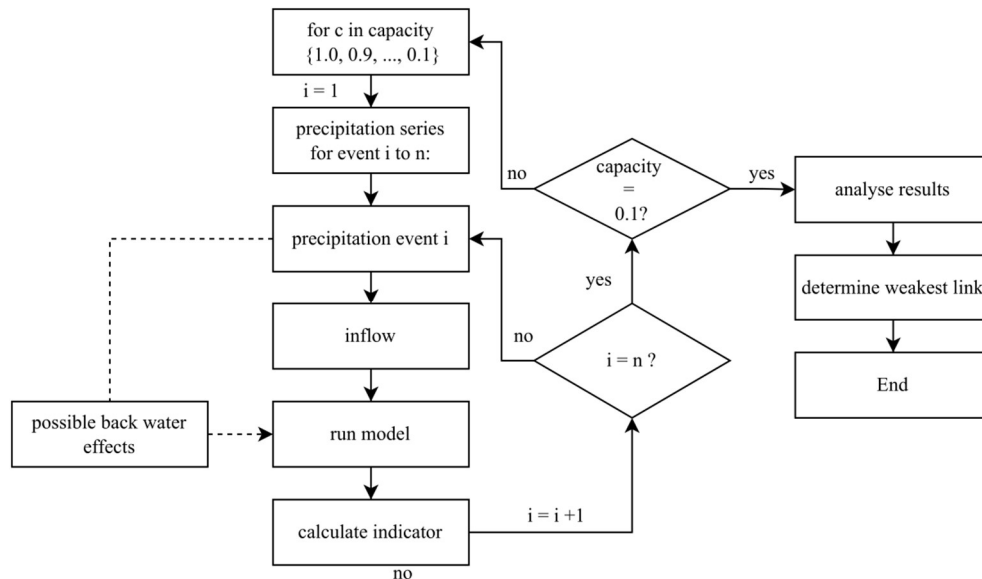 for c in capacity
{1.0, 0.9, ..., 0.1}
i = 1
precipitation series
for event i to n:
no
capacity
=
0.1?
yes
analyse results
precipitation event i
yes
determine weakest link
inflow
no
i = n ?
End
possible back water
effects
run model
calculate indicator
i = i +1
no